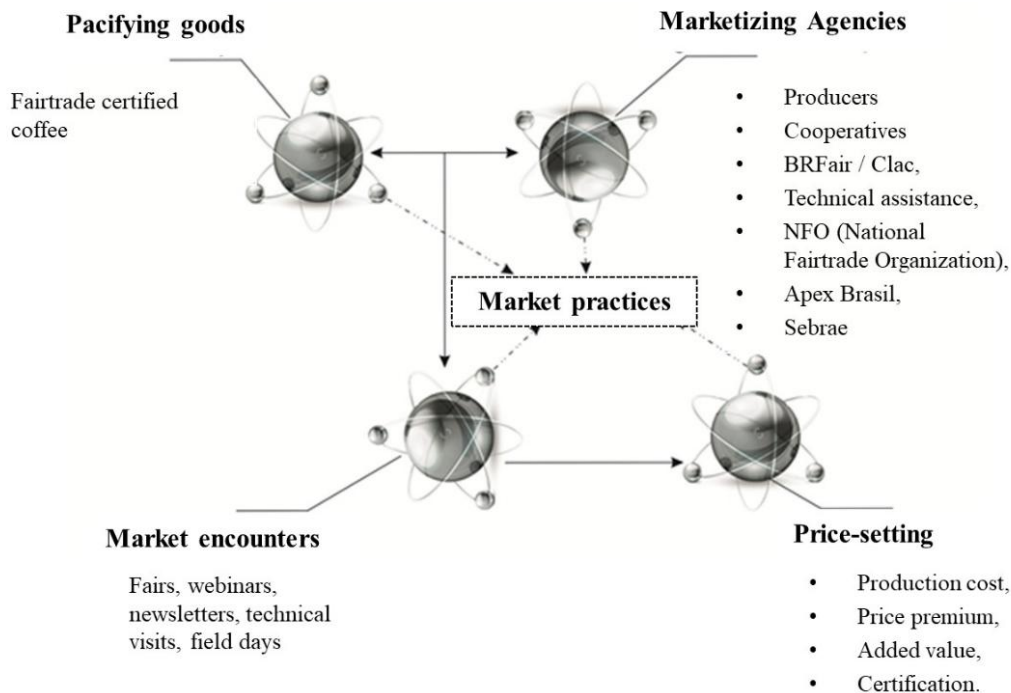 Pacifying goods
Fairtrade certified
coffee
Marketizing Agencies
• Producers
• Cooperatives
• BRFair / Clac,
• Technical assistance,
• NFO (National
Fairtrade Organization),
• Apex Brasil,
• Sebrae
Market practices
Market encounters
Fairs, webinars,
newsletters, technical
visits, field days
Price-setting
• Production cost,
• Price premium,
• Added value,
• Certification.